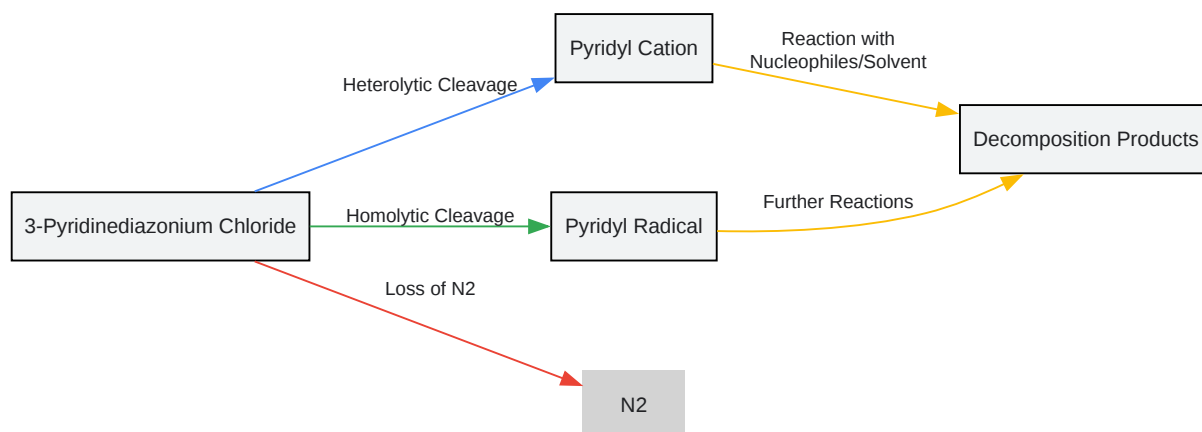 Pyridyl Cation
Reaction with
Nucleophiles/Solvent
Heterolytic Cleavage
Decomposition Products
3-Pyridinediazonium Chloride
Homolytic Cleavage
Pyridyl Radical
Further Reactions
Loss of N2
N2